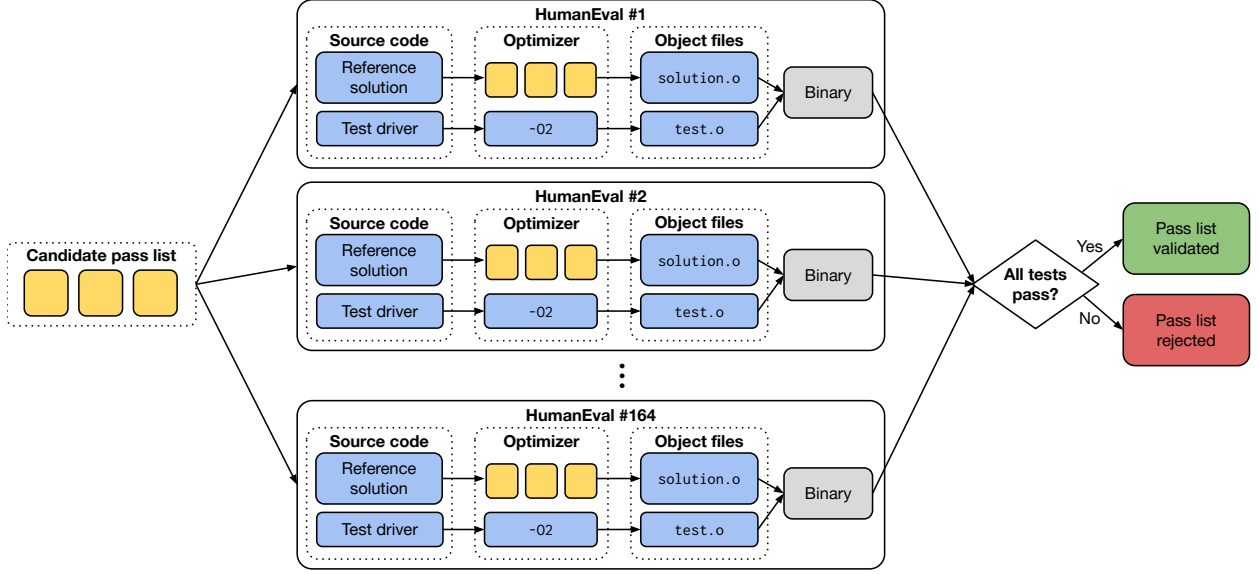 HumanEval #1
Source code
Optimizer
Object files
Reference
solution
solution.o
Binary
Test driver
-O2
test.o
HumanEval #2
Source code
Optimizer
Object files
Reference
solution
solution.o
Binary
Test driver
-O2
test.o
Candidate pass list
All tests
pass?
Yes
No
Pass list
validated
Pass list
rejected
HumanEval #164
Source code
Optimizer
Object files
Reference
solution
solution.o
Binary
Test driver
-O2
test.o